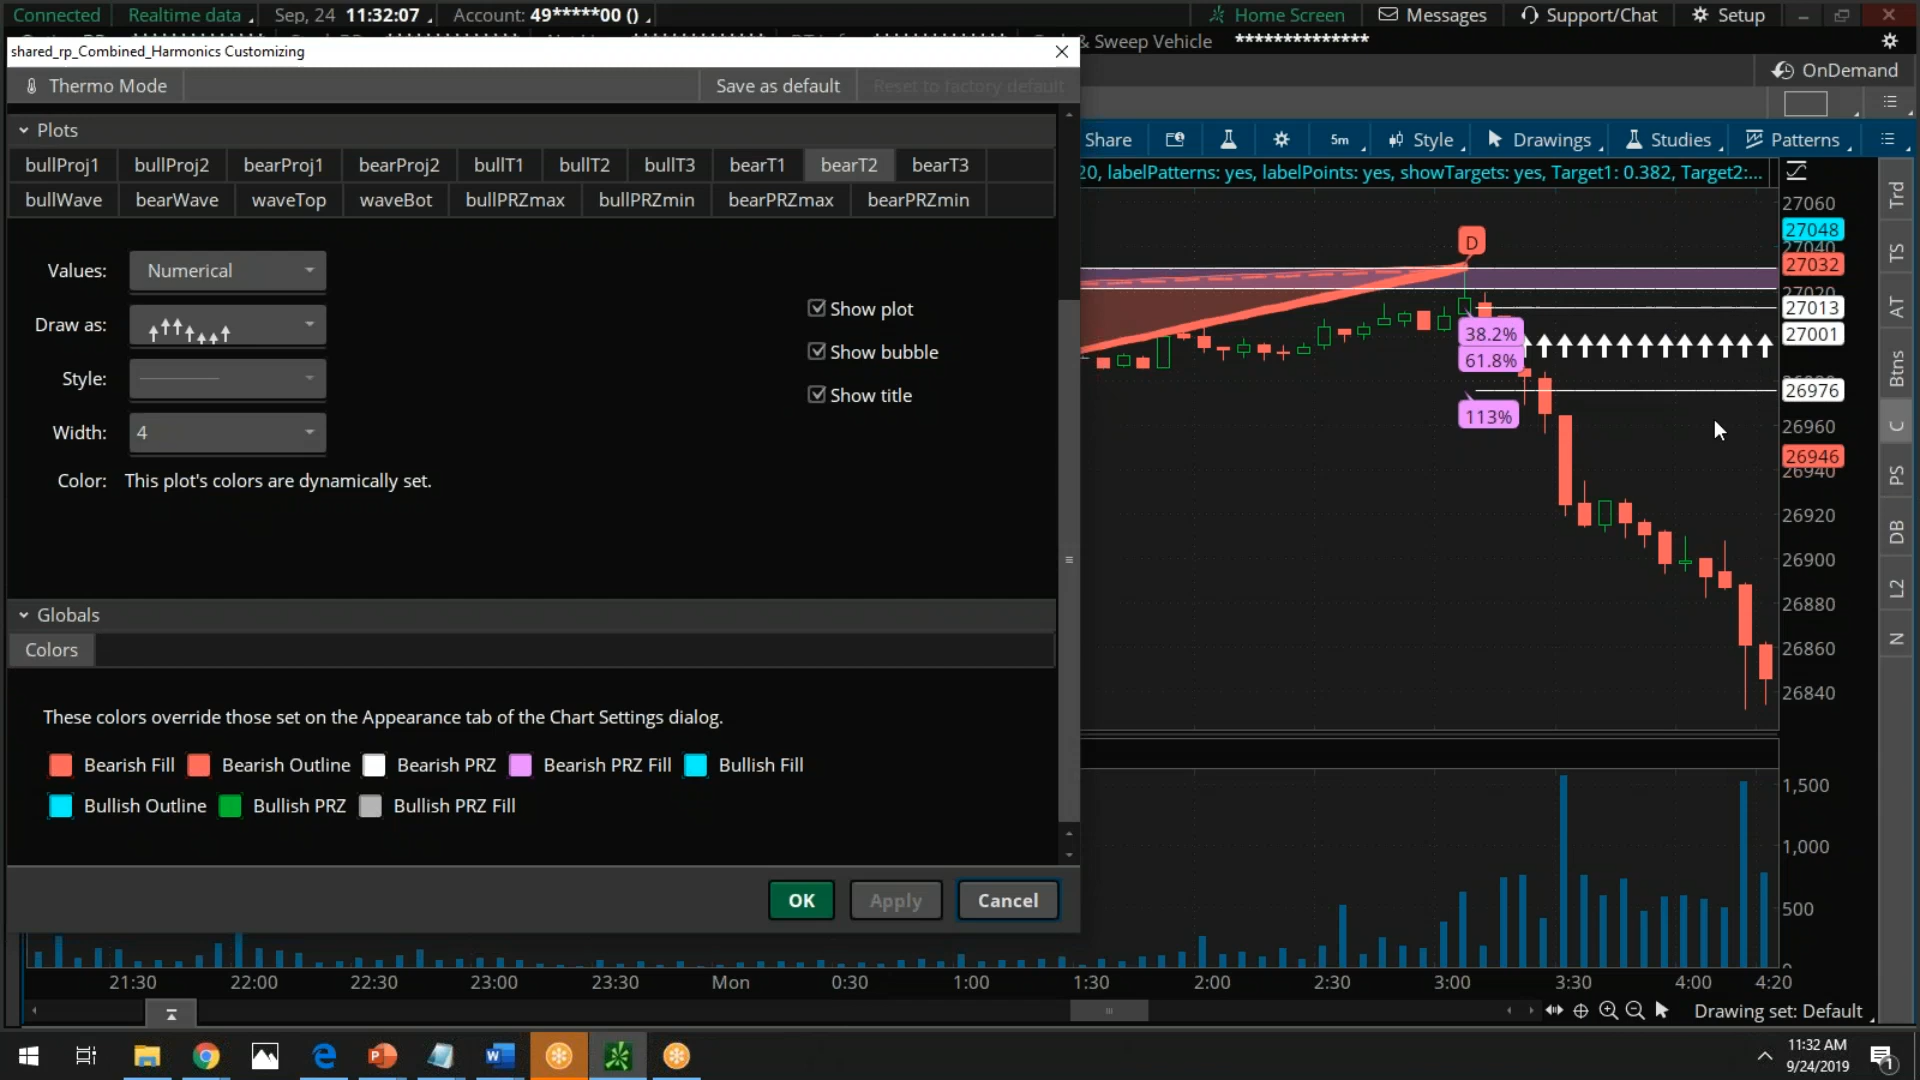 Connected Realtime data Sep, 24 11:32:07 Account: 49*****00 () Home Screen Messages Support/Chat Setup
& Sweep Vehicle **************
shared_rp_Combined_Harmonics Customizing
Thermo Mode Save as default Reset to factory default
OnDemand
Share 5m Style Drawings Studies Patterns
20, labelPatterns: yes, labelPoints: yes, showTargets: yes, Target1: 0.382, Target2:...
Plots
bullProj1 bullProj2 bearProj1 bearProj2 bullT1 bullT2 bullT3 bearT1 bearT2 bearT3
bullWave bearWave waveTop waveBot bullPRZmax bullPRZmin bearPRZmax bearPRZmin
Values: Numerical
Draw as:
Style:
Width: 4
Color: This plot's colors are dynamically set.
Show plot
Show bubble
Show title
Globals
Colors
These colors override those set on the Appearance tab of the Chart Settings dialog.
Bearish Fill Bearish Outline Bearish PRZ Bearish PRZ Fill Bullish Fill
Bullish Outline Bullish PRZ Bullish PRZ Fill
OK Apply Cancel
D
38.2%
61.8%
113%
27060
27048
27040
27032
27020
27013
27001
26976
26960
26946
26940
26920
26900
26880
26860
26840
1,500
1,000
500
0
Trd
TS
AT
Btns
C
PS
DB
L2
N
21:30 22:00 22:30 23:00 23:30 Mon 0:30 1:00 1:30 2:00 2:30 3:00 3:30 4:00 4:20
Drawing set: Default
11:32 AM
9/24/2019
1